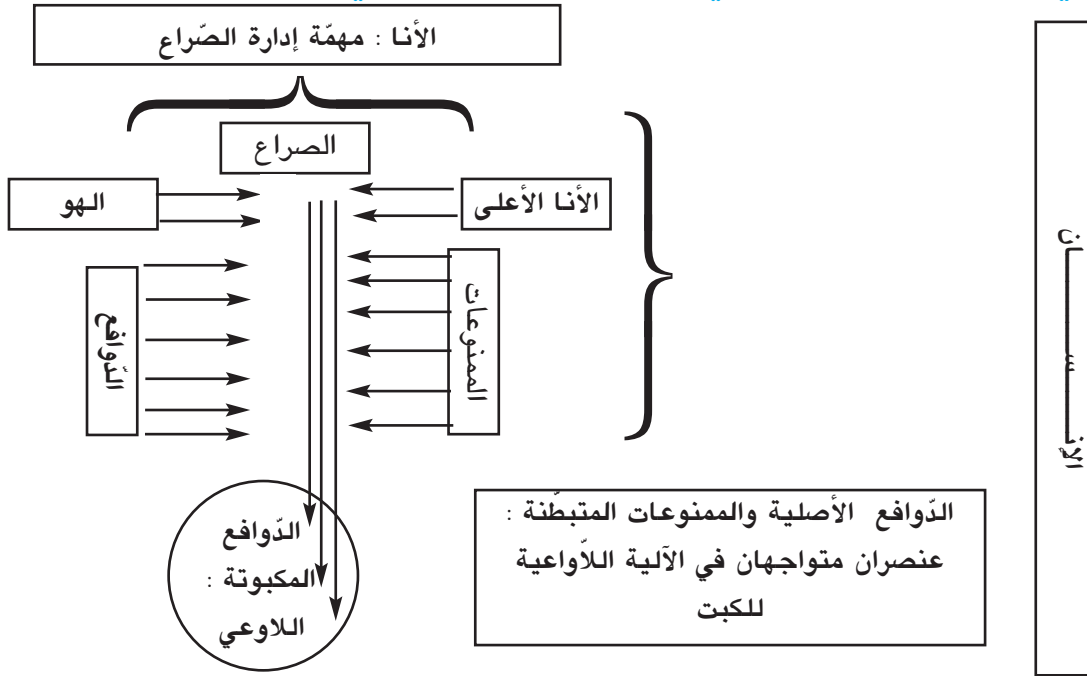 الأنا : مهمّة إدارة الصّراع
الصراع
الأنا الأعلى
الهو
الممنوعات
الدّوافع
الإنـــســـان
الدّوافع
المكبوتة :
اللاوعي
الدّوافع الأصلية والممنوعات المتبطّنة :
عنصران متواجهان في الآلية اللاّواعية
للكبت